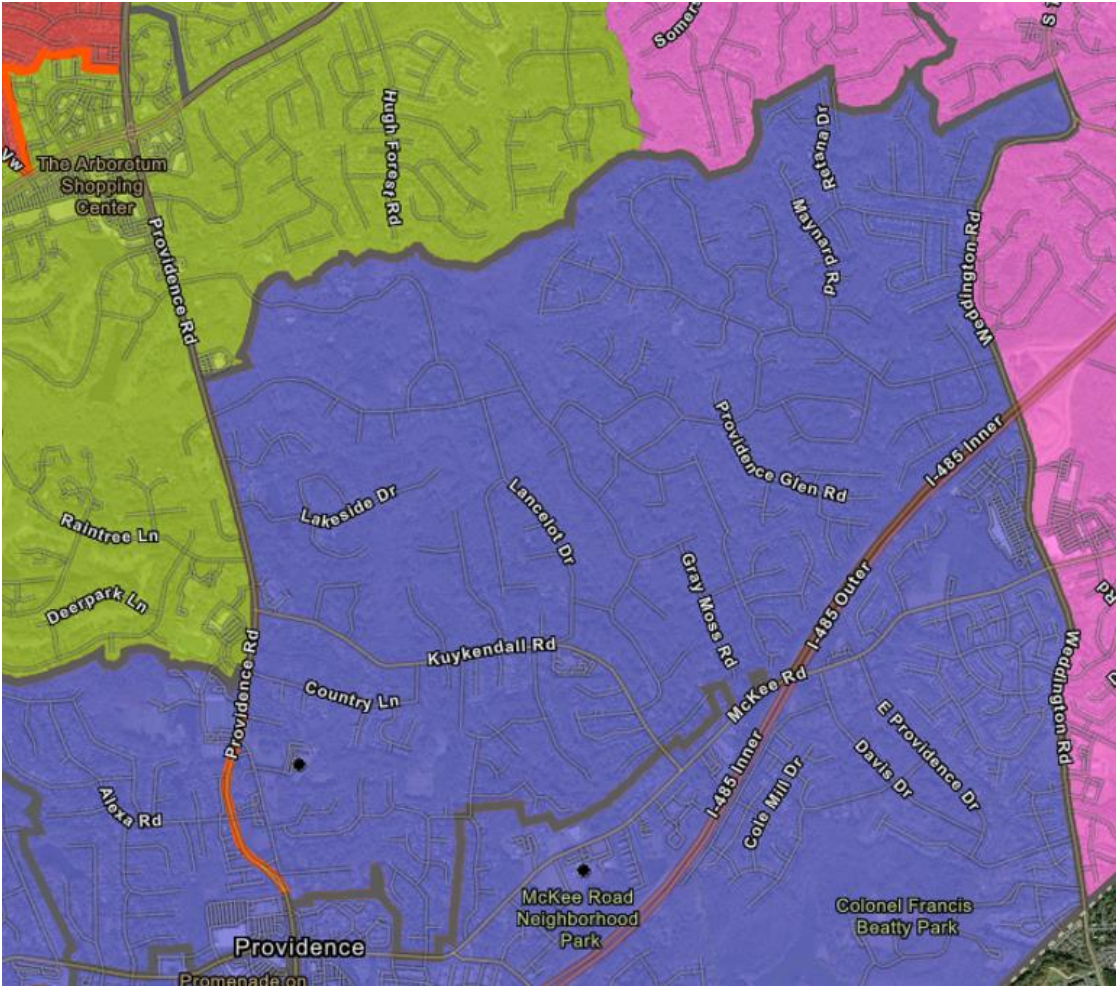 Somers
S T
Hugh Forest Rd
The Arboretum
Shopping
Center
Retana Dr
Maynard Rd
Providence Rd
Weddington Rd
Providence Glen Rd
I-485 Inner
Lakeside Dr
Lancelot Dr
Raintree Ln
Gray Moss Rd
I-485 Outer
Deerpark Ln
Rd
Kuykendall Rd
Providence Rd
Weddington Rd
Country Ln
McKee Rd
E Providence Dr
I-485 Inner
Davis Dr
Cole Mill Dr
Alexa Rd
McKee Road
Neighborhood
Park
Colonel Francis
Beatty Park
Providence
Promenade on